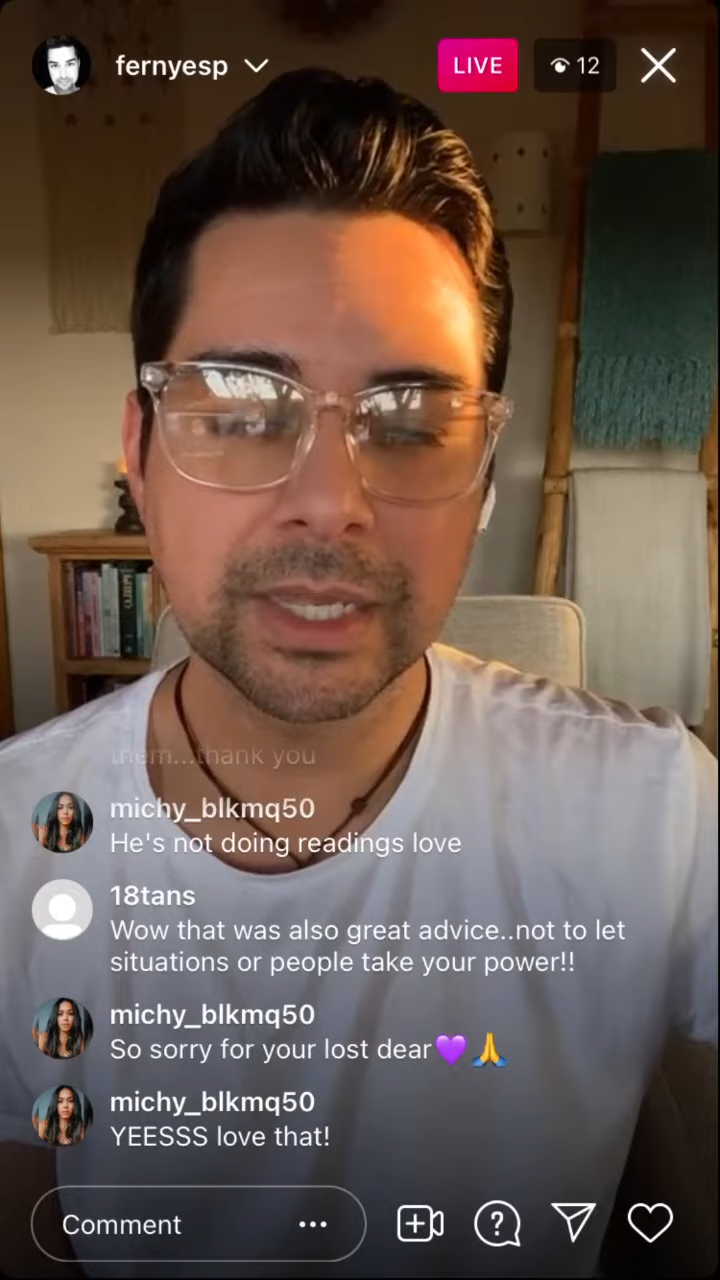 fernyesp
LIVE
12
them...thank you
michy_blkmq50
He's not doing readings love
18tans
Wow that was also great advice..not to let
situations or people take your power!!
michy_blkmq50
So sorry for your lost dear💜🙏
michy_blkmq50
YEESSS love that!
Comment